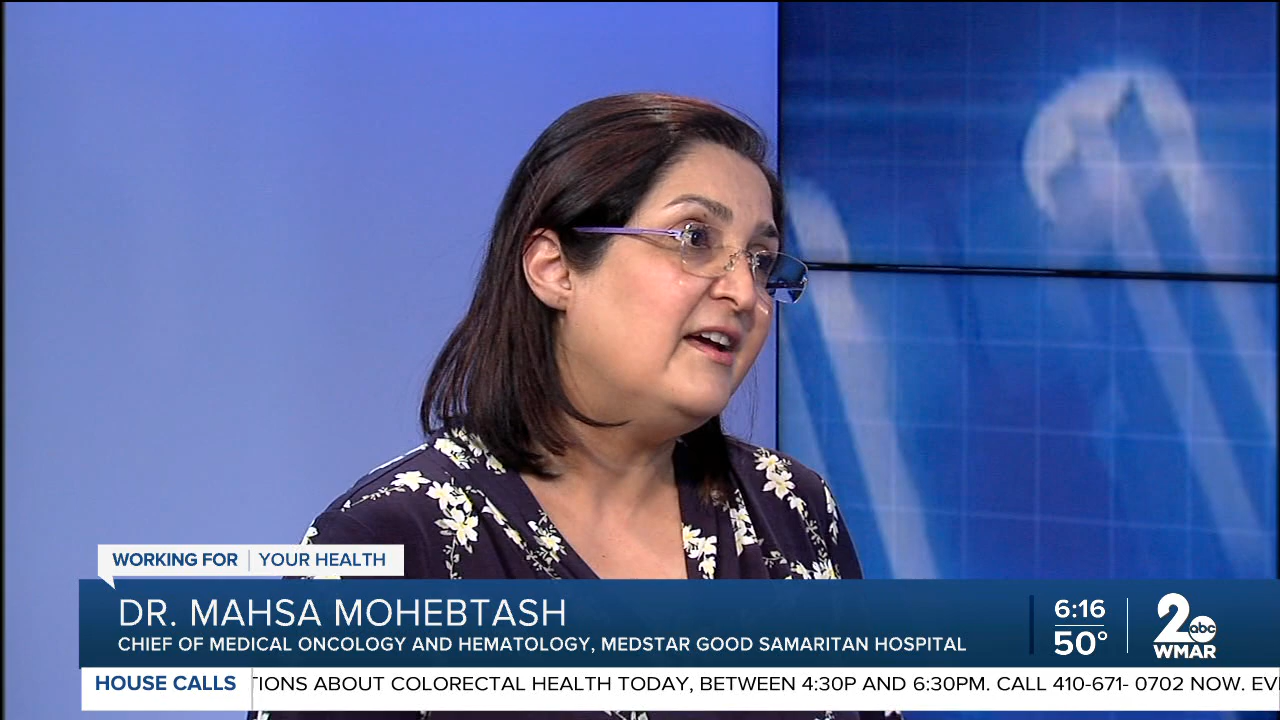 WORKING FOR | YOUR HEALTH
DR. MAHSA MOHEBTASH
CHIEF OF MEDICAL ONCOLOGY AND HEMATOLOGY, MEDSTAR GOOD SAMARITAN HOSPITAL
6:16
50°
2 abc
WMAR
HOUSE CALLS
TIONS ABOUT COLORECTAL HEALTH TODAY, BETWEEN 4:30P AND 6:30PM. CALL 410-671- 0702 NOW. EV